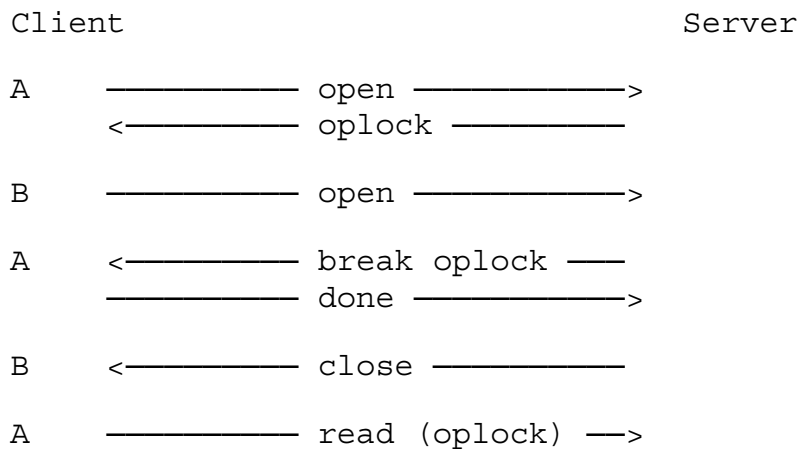 Client Server
A ———————— open —————————>
<———————— oplock ———————
B ———————— open —————————>
A <———————— break oplock ——
———————— done —————————>
B <———————— close ————————
A ———————— read (oplock) ——>